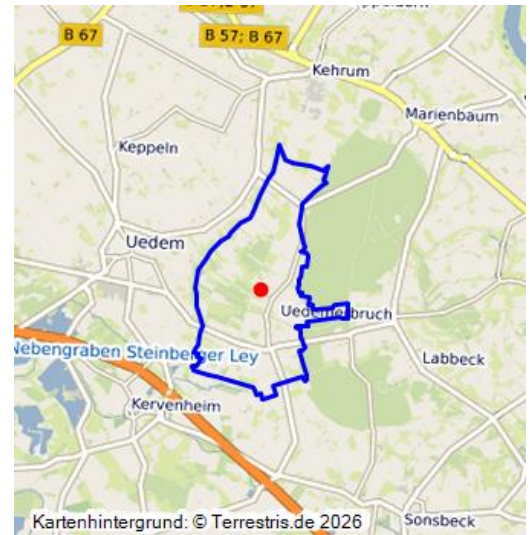 B 67
B 57; B 67
Kehrum
Marienbaum
Keppeln
Uedem
Uedemerbruch
Nebengraben Steinberger Ley
Labbeck
Kervenheim
Sonsbeck
Kartenhintergrund: © Terrestris.de 2026